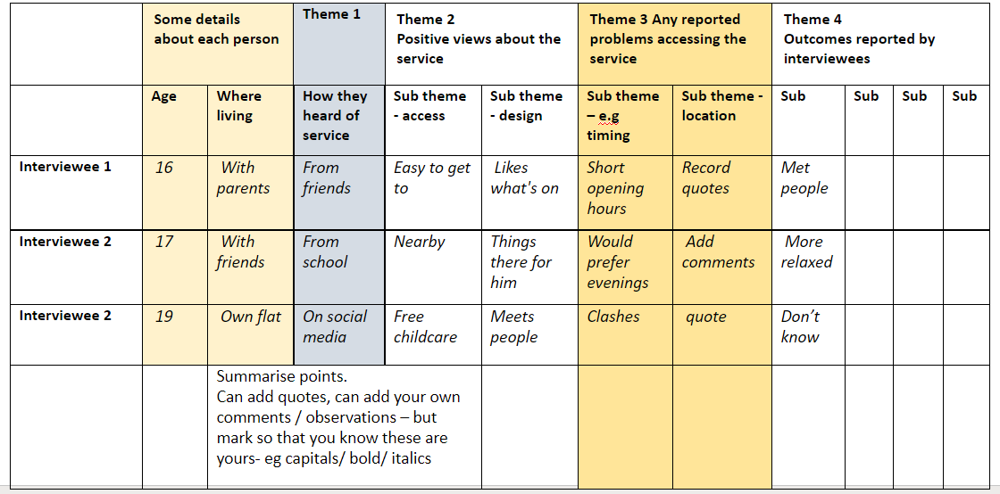 Some details
about each person
Theme 1
Theme 2
Positive views about the
service
Theme 3 Any reported
problems accessing the
service
Theme 4
Outcomes reported by
interviewees
Age
Where
living
How they
heard of
service
Sub theme
- access
Sub theme
- design
Sub theme
– e.g
timing
Sub theme -
location
Sub
Sub
Sub
Sub
Interviewee 1
16
With
parents
From
friends
Easy to get
to
Likes
what's on
Short
opening
hours
Record
quotes
Met
people
Interviewee 2
17
With
friends
From
school
Nearby
Things
there for
him
Would
prefer
evenings
Add
comments
More
relaxed
Interviewee 2
19
Own flat
On social
media
Free
childcare
Meets
people
Clashes
quote
Don’t
know
Summarise points.
Can add quotes, can add your own
comments / observations – but
mark so that you know these are
yours- eg capitals/ bold/ italics